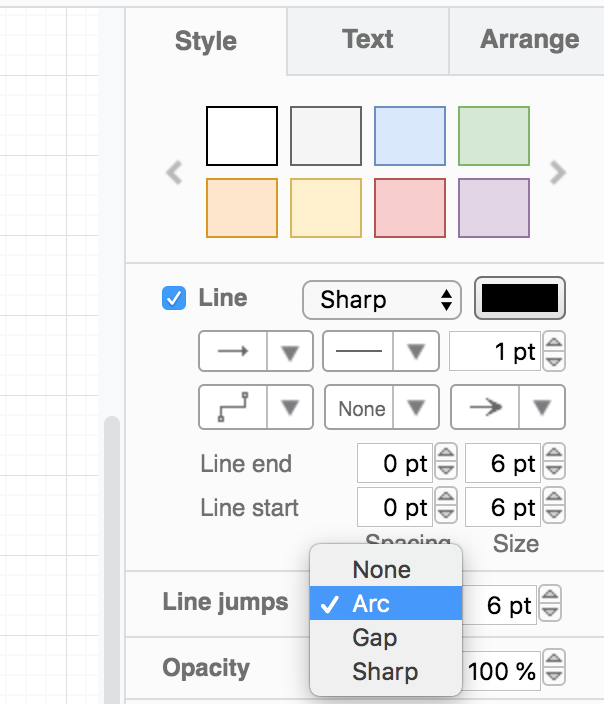 Style Text Arrange
Line Sharp
1 pt
None
Line end 0 pt 6 pt
Line start 0 pt 6 pt
Spacing Size
None
Line jumps Arc 6 pt
Gap
Opacity 100 %
Sharp